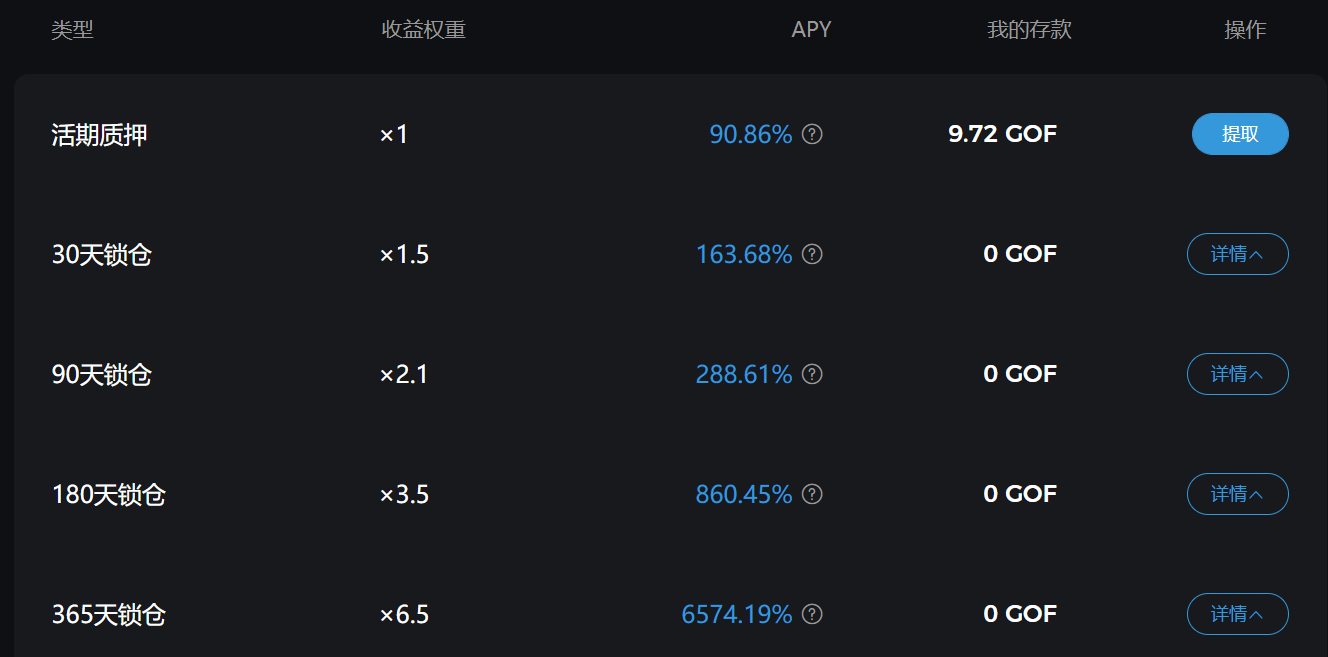 类型 收益权重 APY 我的存款 操作
活期质押 ×1 90.86% ? 9.72 GOF 提取
30天锁仓 ×1.5 163.68% ? 0 GOF 详情
90天锁仓 ×2.1 288.61% ? 0 GOF 详情
180天锁仓 ×3.5 860.45% ? 0 GOF 详情
365天锁仓 ×6.5 6574.19% ? 0 GOF 详情